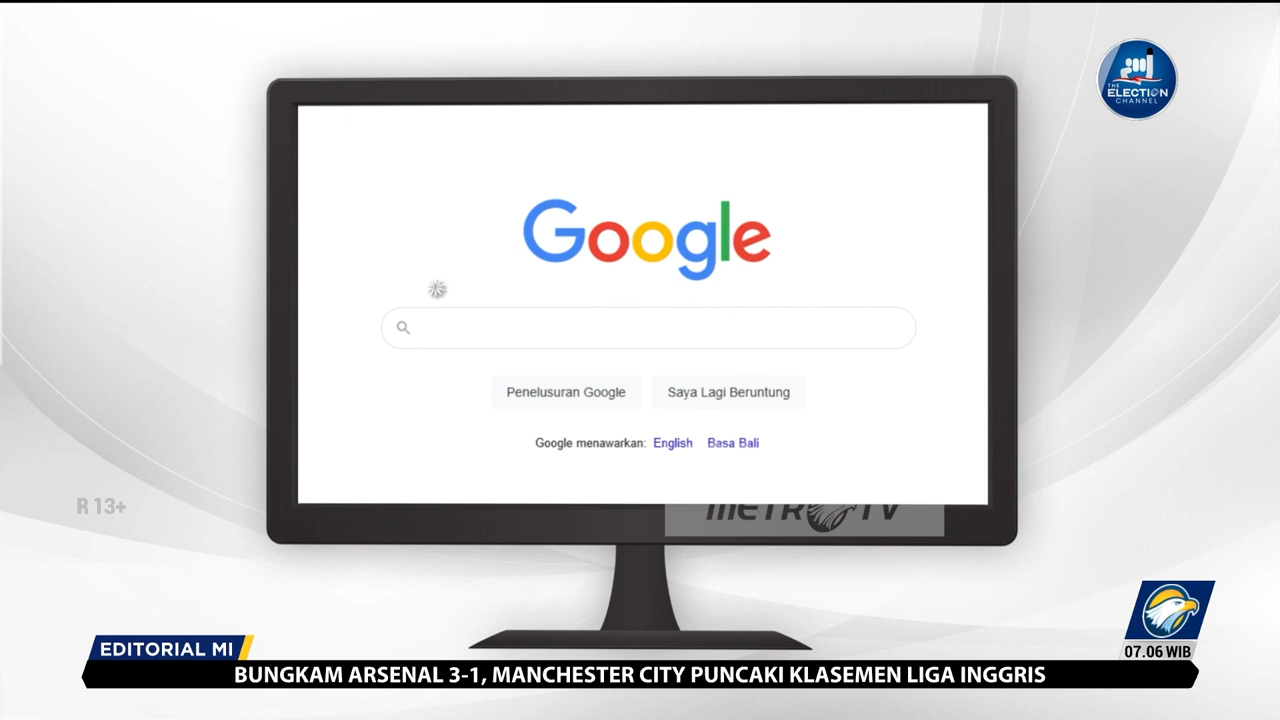 THE
ELECTION
CHANNEL
Google
Penelusuran Google
Saya Lagi Beruntung
Google menawarkan: English Basa Bali
R 13+
METRO TV
EDITORIAL MI
07.06 WIB
BUNGKAM ARSENAL 3-1, MANCHESTER CITY PUNCAKI KLASEMEN LIGA INGGRIS